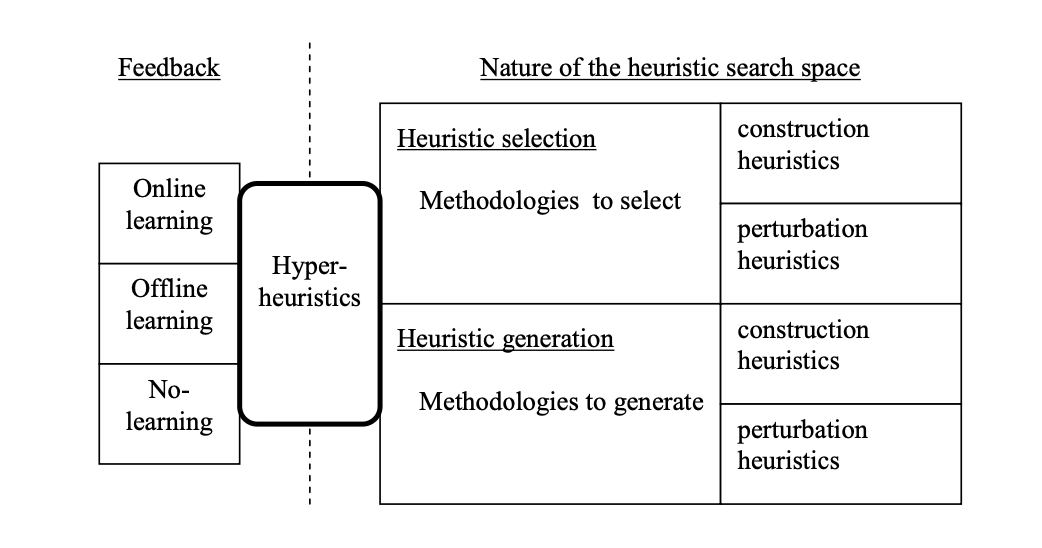 Feedback
Nature of the heuristic search space
Online
learning
Offline
learning
No-
learning
Hyper-
heuristics
Heuristic selection
Methodologies to select
construction
heuristics
perturbation
heuristics
Heuristic generation
Methodologies to generate
construction
heuristics
perturbation
heuristics